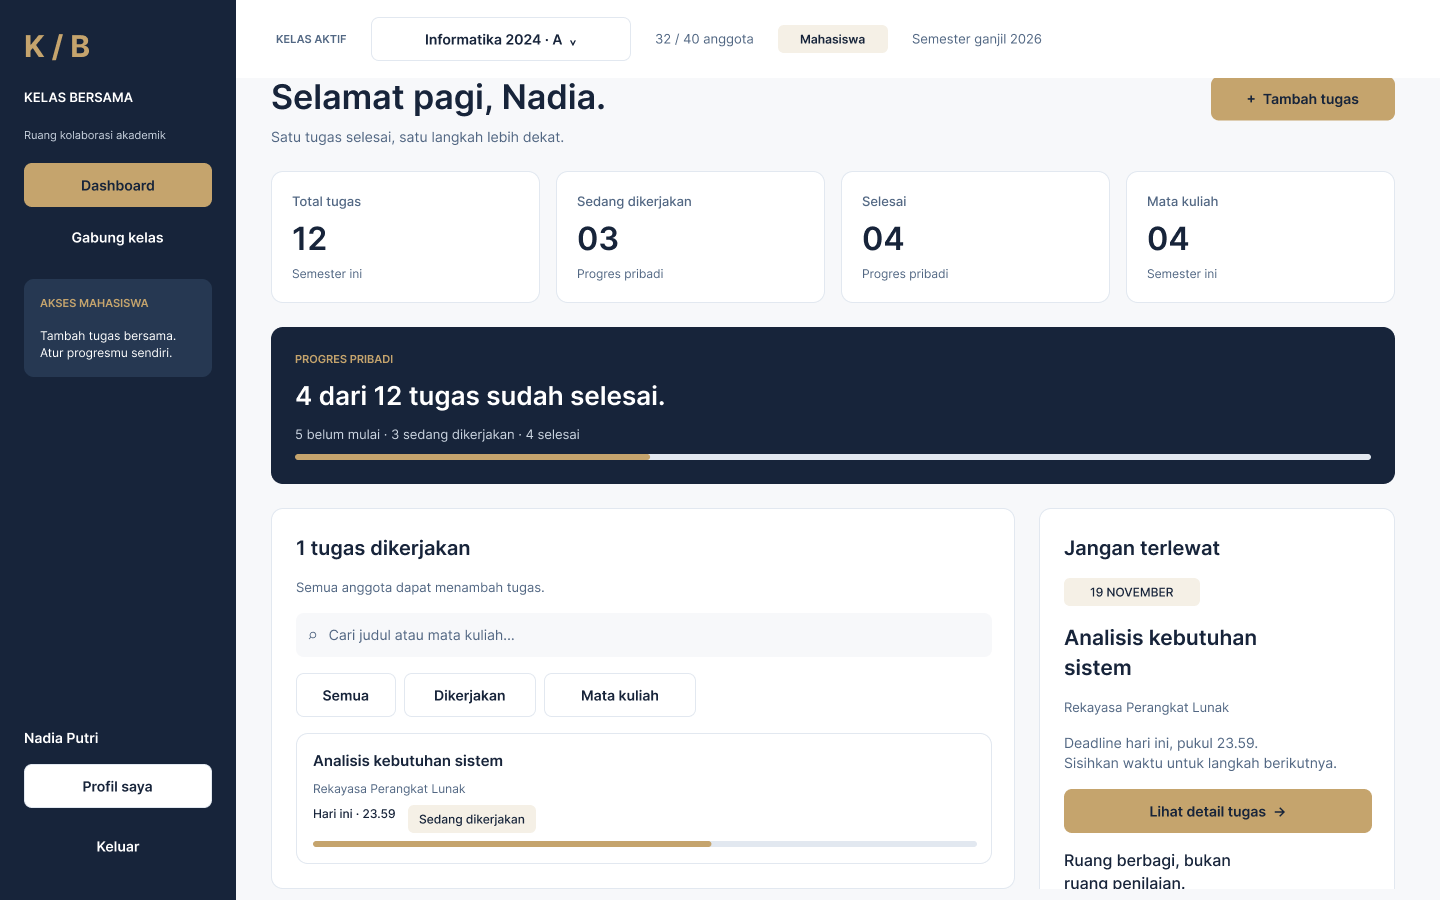 K / B
KELAS BERSAMA
Ruang kolaborasi akademik
Dashboard
Gabung kelas
AKSES MAHASISWA
Tambah tugas bersama.
Atur progresmu sendiri.
Nadia Putri
Profil saya
Keluar
KELAS AKTIF
Informatika 2024 · A
32 / 40 anggota
Mahasiswa
Semester ganjil 2026
Selamat pagi, Nadia.
Satu tugas selesai, satu langkah lebih dekat.
+ Tambah tugas
Total tugas
12
Semester ini
Sedang dikerjakan
03
Progres pribadi
Selesai
04
Progres pribadi
Mata kuliah
04
Semester ini
PROGRES PRIBADI
4 dari 12 tugas sudah selesai.
5 belum mulai · 3 sedang dikerjakan · 4 selesai
1 tugas dikerjakan
Semua anggota dapat menambah tugas.
Cari judul atau mata kuliah...
Semua
Dikerjakan
Mata kuliah
Analisis kebutuhan sistem
Rekayasa Perangkat Lunak
Hari ini · 23.59
Sedang dikerjakan
Jangan terlewat
19 NOVEMBER
Analisis kebutuhan
sistem
Rekayasa Perangkat Lunak
Deadline hari ini, pukul 23.59.
Sisihkan waktu untuk langkah berikutnya.
Lihat detail tugas →
Ruang berbagi, bukan
ruang penilaian.